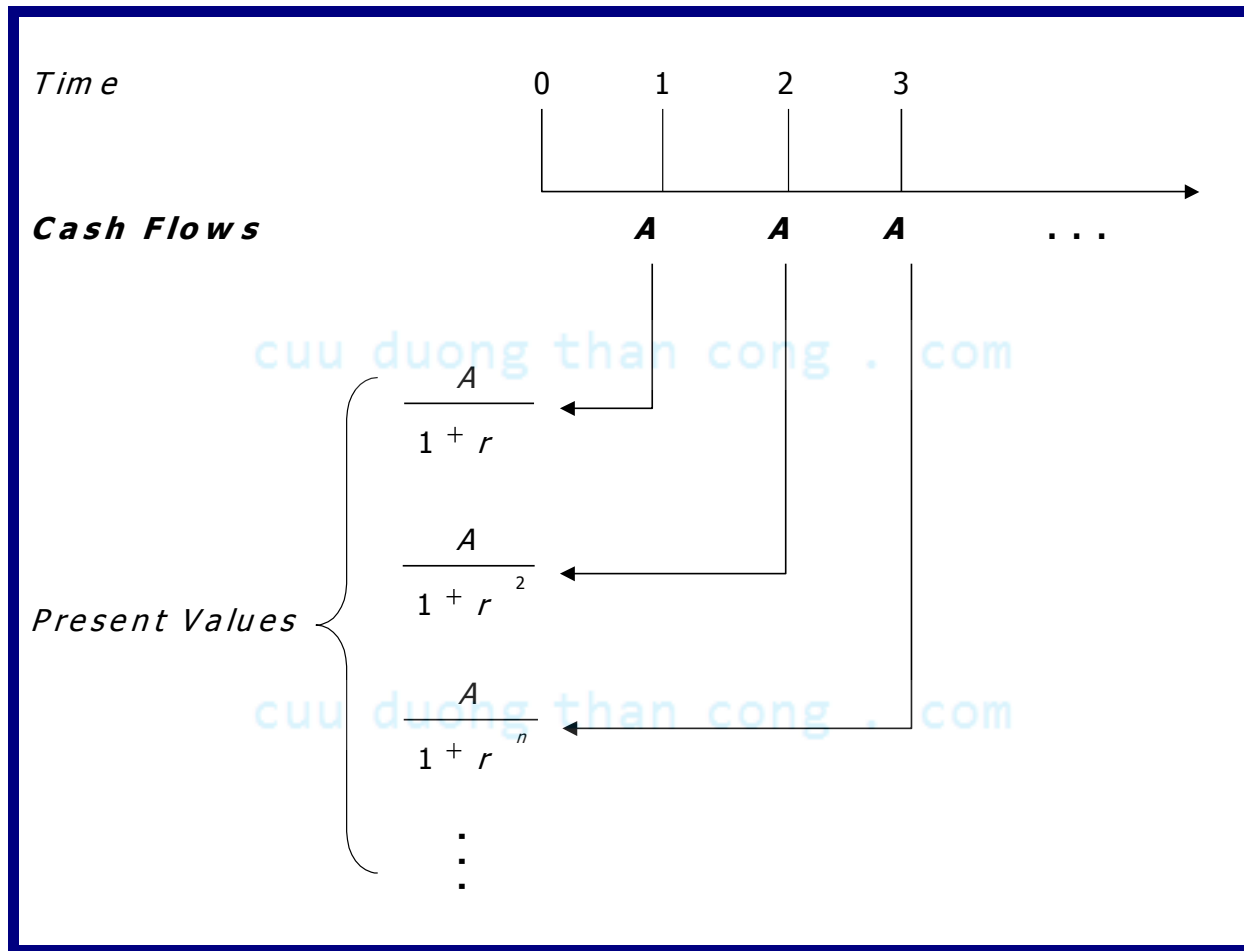 Time 0 1 2 3
Cash Flows A A A ...
cuu duong than cong . com
A
1 + r
A
1 + r 2
Present Values
cuu duong than cong . com
A
1 + r n
.
.
.